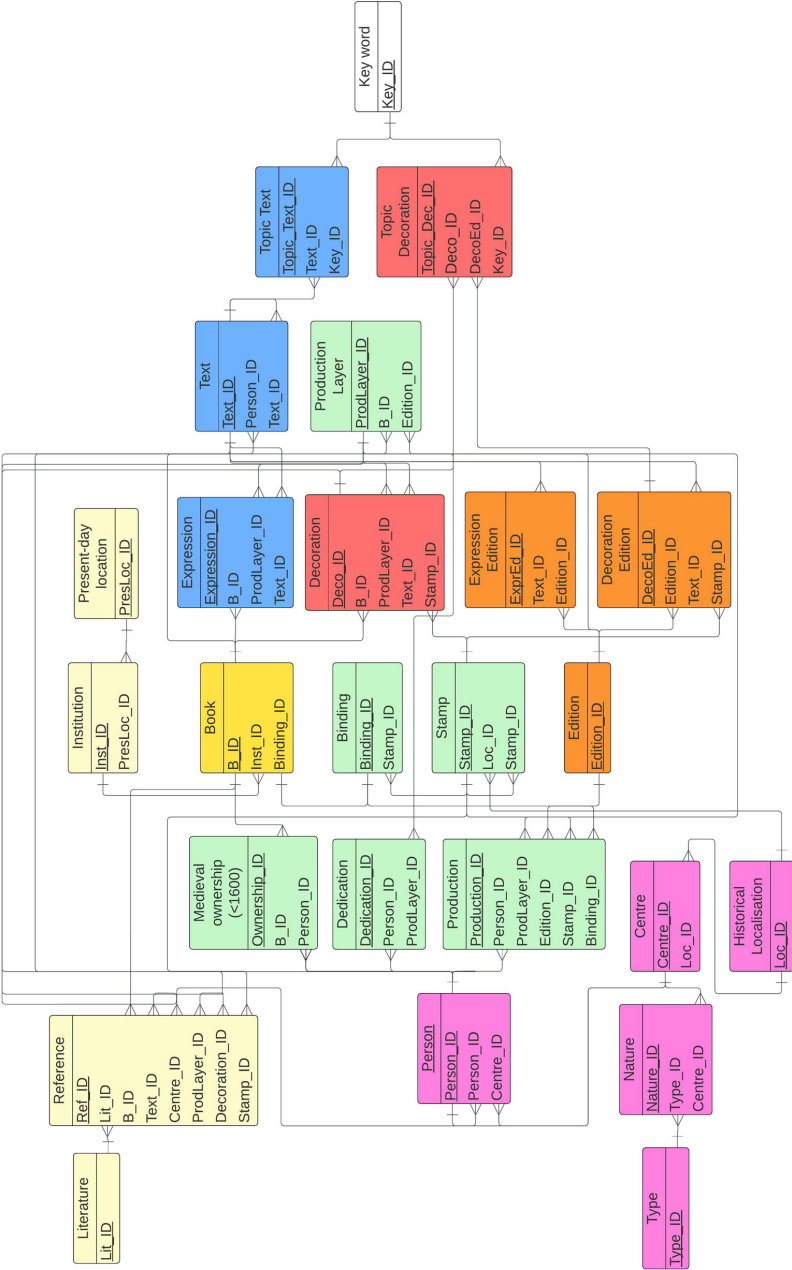 Literature
Lit_ID
Type
Type_ID
Reference
Ref_ID
Lit_ID
B_ID
Text_ID
Centre_ID
ProdLayer_ID
Decoration_ID
Stamp_ID
Person
Person_ID
Person_ID
Centre_ID
Nature
Nature_ID
Type_ID
Centre_ID
Medieval
ownership
(<1600)
Ownership_ID
B_ID
Person_ID
Dedication
Dedication_ID
Person_ID
ProdLayer_ID
Production
Production_ID
Person_ID
ProdLayer_ID
Edition_ID
Stamp_ID
Binding_ID
Centre
Centre_ID
Loc_ID
Historical
Localisation
Loc_ID
Institution
Inst_ID
PresLoc_ID
Book
B_ID
Inst_ID
Binding_ID
Binding
Binding_ID
Stamp_ID
Stamp
Stamp_ID
Loc_ID
Stamp_ID
Edition
Edition_ID
Present-day
location
PresLoc_ID
Expression
Expression_ID
B_ID
ProdLayer_ID
Text_ID
Decoration
Deco_ID
B_ID
ProdLayer_ID
Text_ID
Stamp_ID
Expression
Edition
ExprEd_ID
Text_ID
Edition_ID
Decoration
Edition
DecoEd_ID
Edition_ID
Text_ID
Stamp_ID
Text
Text_ID
Person_ID
Text_ID
Production
Layer
ProdLayer_ID
B_ID
Edition_ID
Topic Text
Topic_Text_ID
Text_ID
Key_ID
Topic
Decoration
Topic_Dec_ID
Deco_ID
DecoEd_ID
Key_ID
Key word
Key_ID